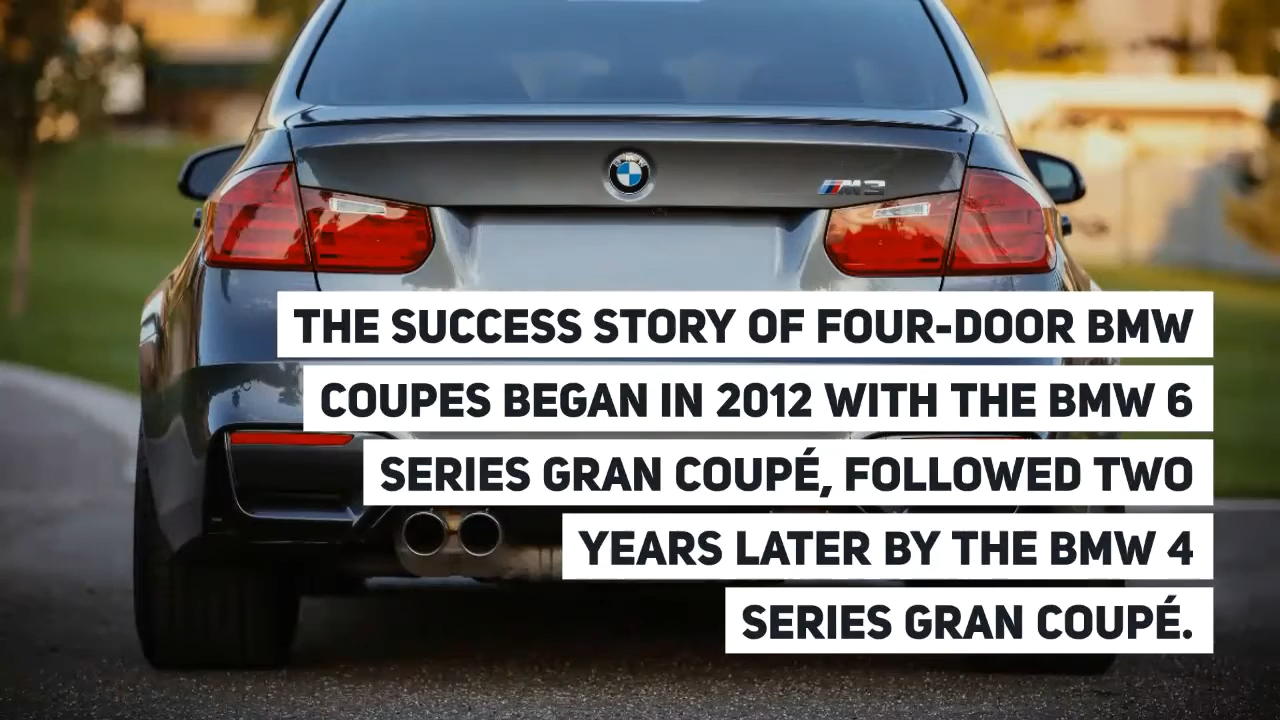 BMW
M3
THE SUCCESS STORY OF FOUR-DOOR BMW
COUPES BEGAN IN 2012 WITH THE BMW 6
SERIES GRAN COUPÉ, FOLLOWED TWO
YEARS LATER BY THE BMW 4
SERIES GRAN COUPÉ.